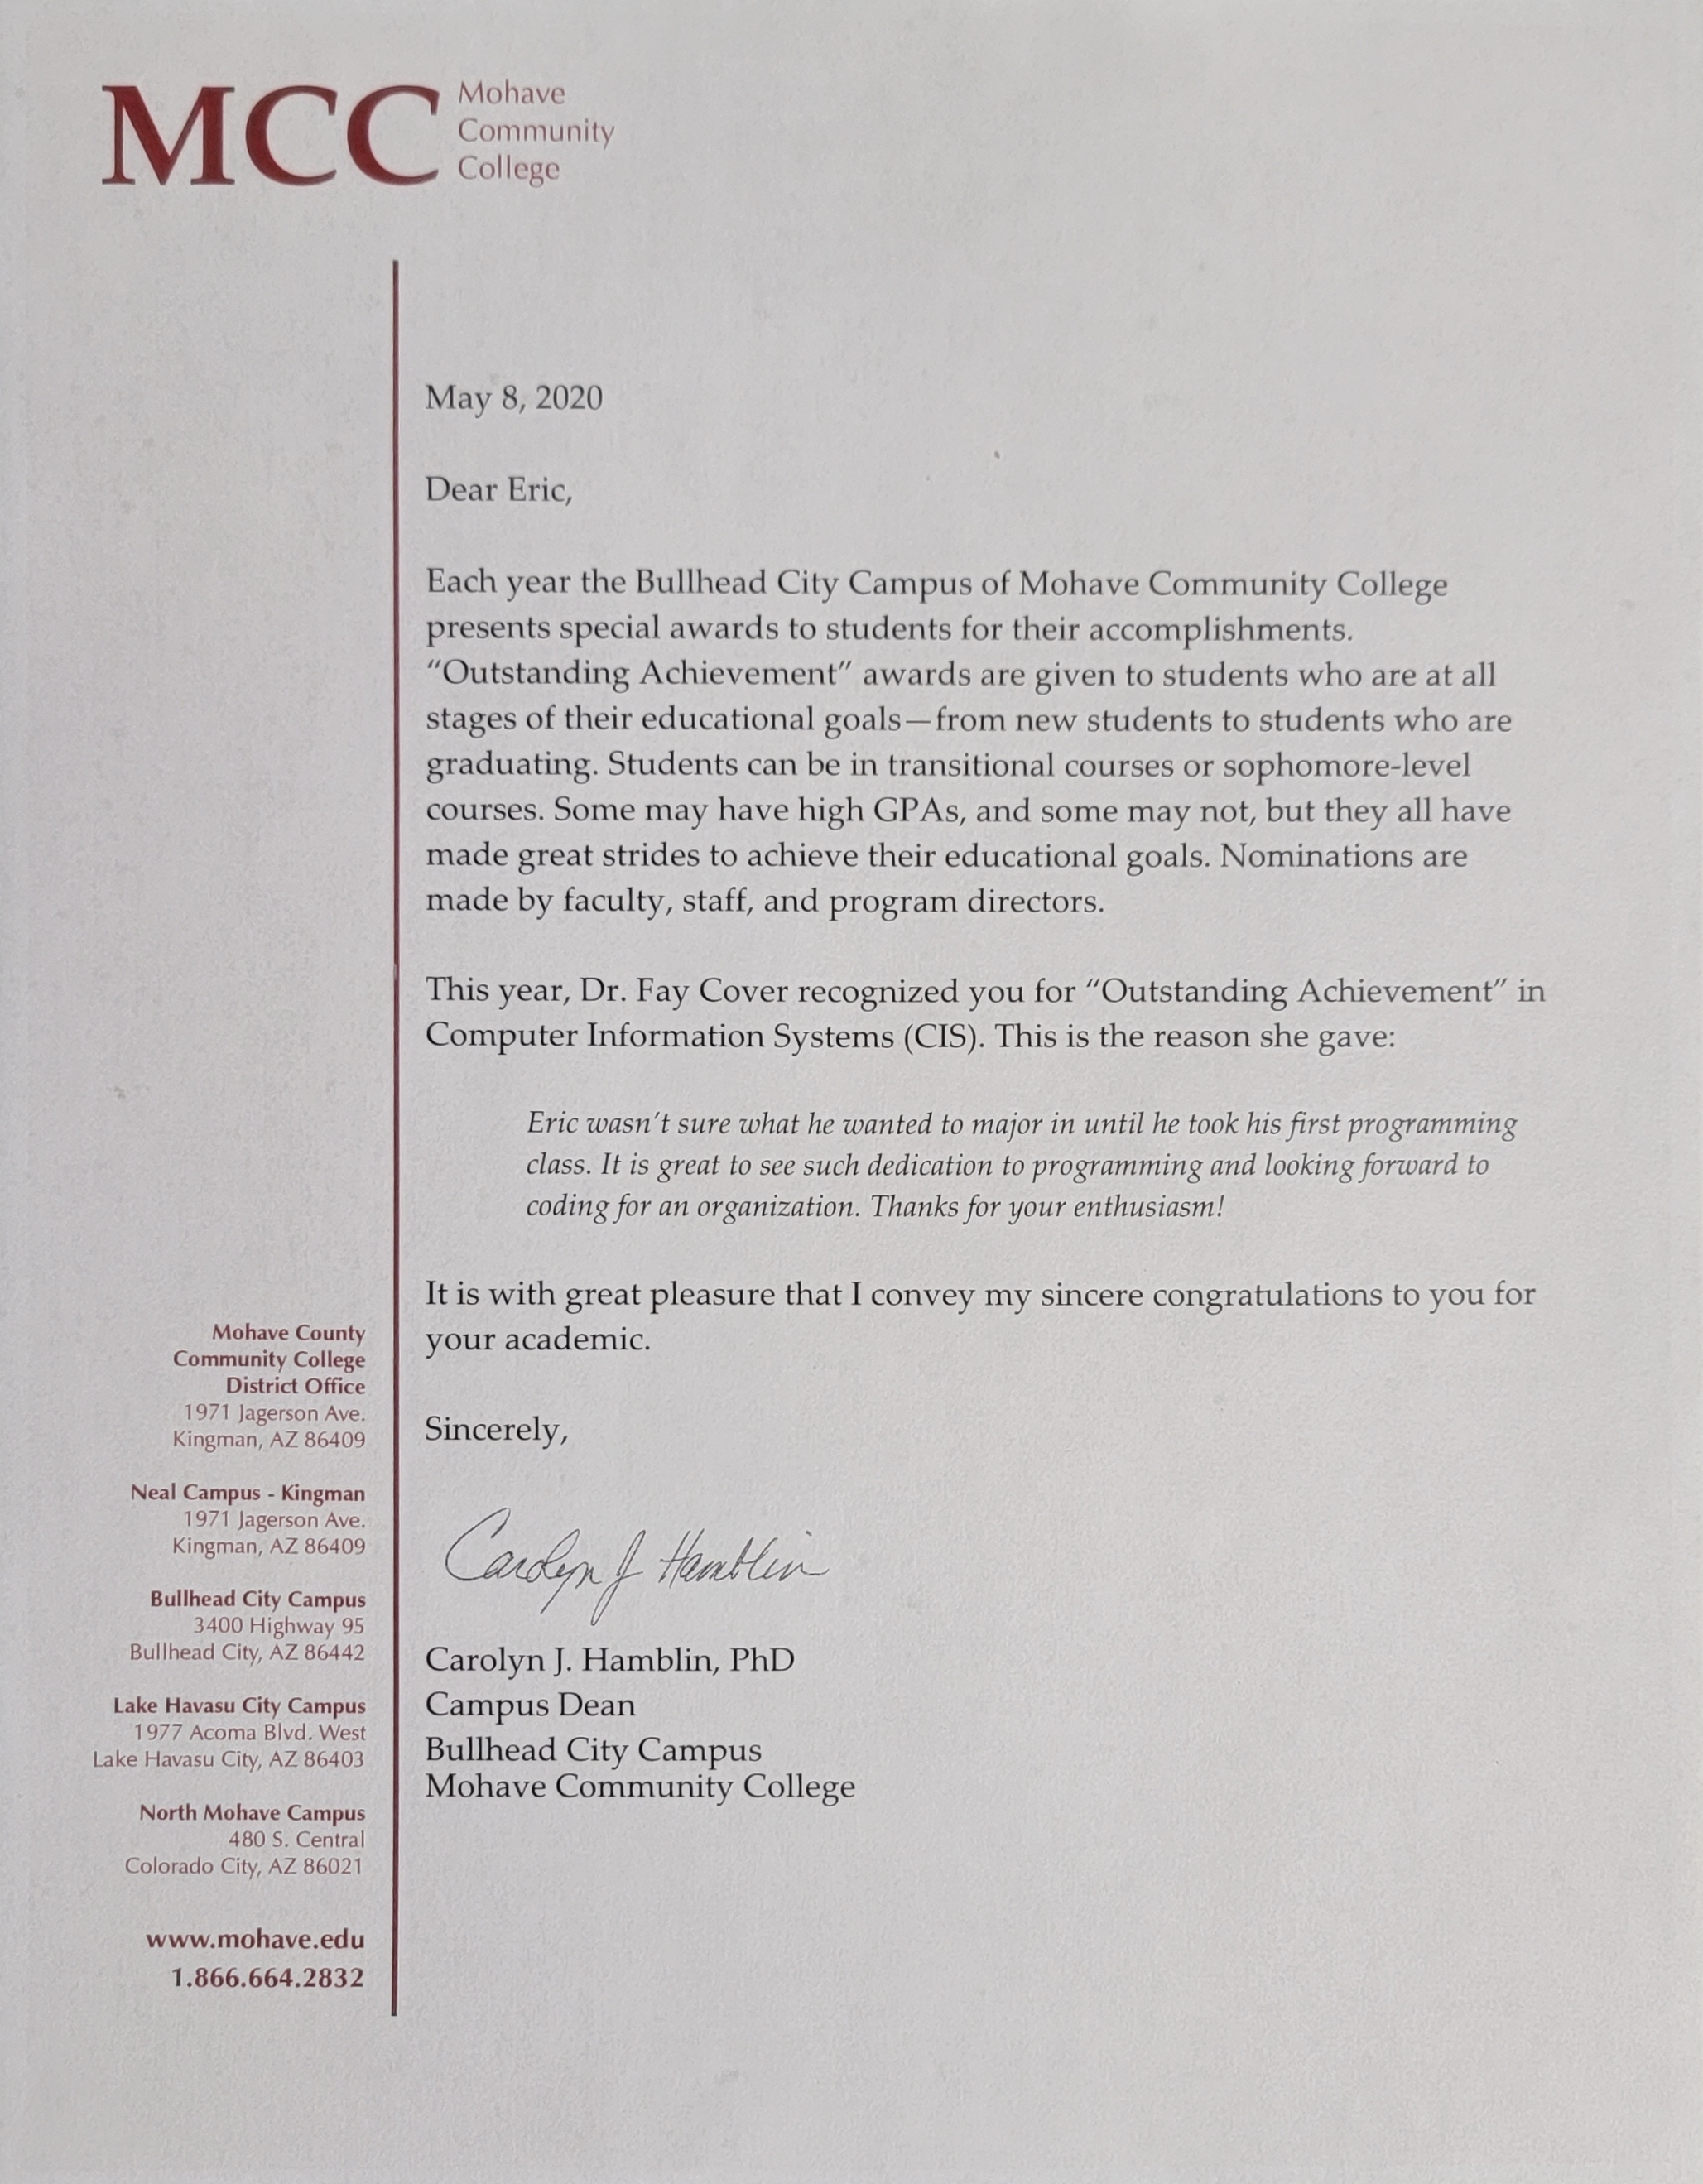 MCC
Mohave
Community
College
May 8, 2020
Dear Eric,
Each year the Bullhead City Campus of Mohave Community College
presents special awards to students for their accomplishments.
“Outstanding Achievement” awards are given to students who are at all
stages of their educational goals—from new students to students who are
graduating. Students can be in transitional courses or sophomore-level
courses. Some may have high GPAs, and some may not, but they all have
made great strides to achieve their educational goals. Nominations are
made by faculty, staff, and program directors.
This year, Dr. Fay Cover recognized you for “Outstanding Achievement” in
Computer Information Systems (CIS). This is the reason she gave:
Eric wasn’t sure what he wanted to major in until he took his first programming
class. It is great to see such dedication to programming and looking forward to
coding for an organization. Thanks for your enthusiasm!
It is with great pleasure that I convey my sincere congratulations to you for
your academic.
Sincerely,
Carolyn J Hamblin
Carolyn J. Hamblin, PhD
Campus Dean
Bullhead City Campus
Mohave Community College
Mohave County
Community College
District Office
1971 Jagerson Ave.
Kingman, AZ 86409
Neal Campus - Kingman
1971 Jagerson Ave.
Kingman, AZ 86409
Bullhead City Campus
3400 Highway 95
Bullhead City, AZ 86442
Lake Havasu City Campus
1977 Acoma Blvd. West
Lake Havasu City, AZ 86403
North Mohave Campus
480 S. Central
Colorado City, AZ 86021
www.mohave.edu
1.866.664.2832